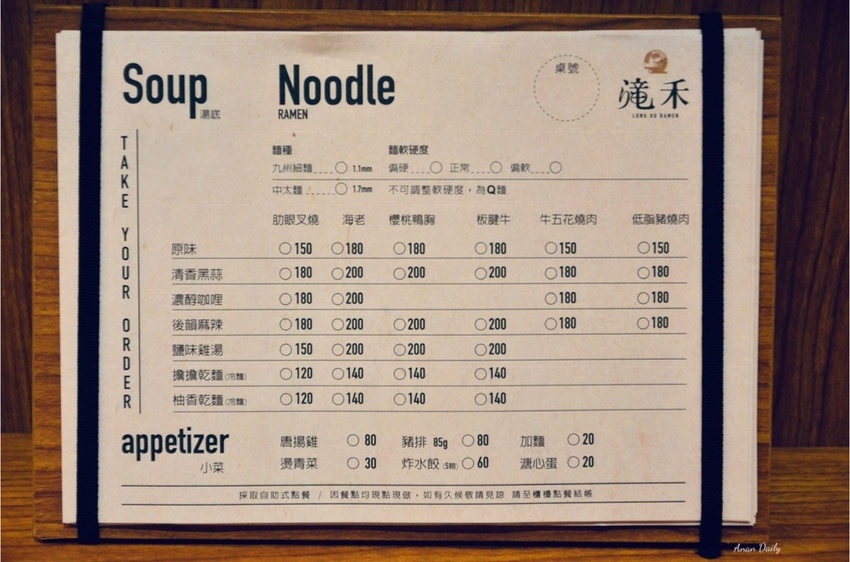 Soup Noodle
湯底 RAMEN
桌號
滝禾
LONG HO RAMEN
TAKE YOUR ORDER
麵種 麵軟硬度
九州細麵 1.1mm 偏硬 正常 偏軟
中太麵 1.7mm 不可調整軟硬度，為Q麵
肋眼叉燒 海老 櫻桃鴨胸 板腱牛 牛五花燒肉 低脂豬燒肉
原味 150 180 180 180 150 150
清香黑蒜 180 200 200 200 180 180
濃醇咖哩 180 200 180 180
後韻麻辣 180 200 200 200 180 180
鹽味雞湯 150 200 200 200
擔擔乾麵(冷麵) 120 140 140 140
柚香乾麵(冷麵) 120 140 140 140
appetizer
小菜
唐揚雞 80 豬排 85g 80 加麵 20
燙青菜 30 炸水餃 (5顆) 60 溏心蛋 20
採取自助式點餐 / 因餐點均現點現做，如有久候敬請見諒 請至櫃檯點餐結帳
Anan Daily